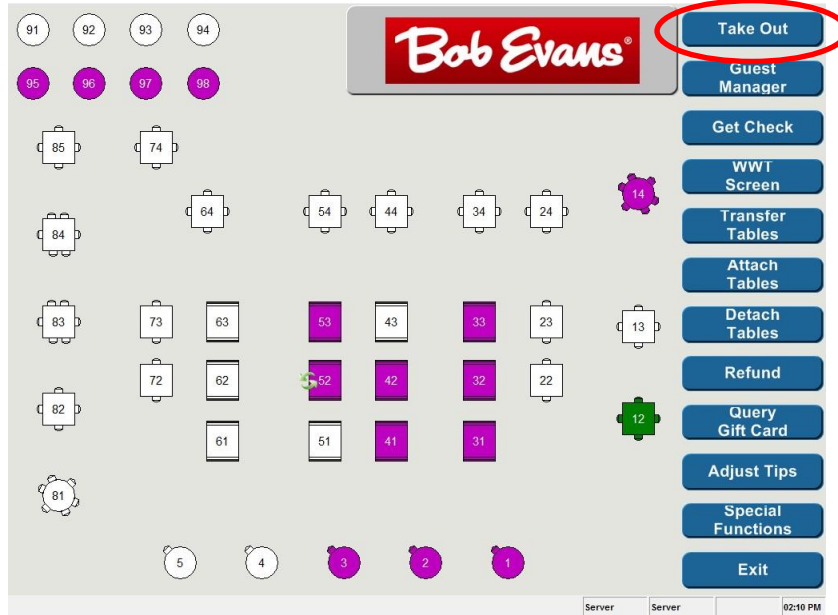 91 92 93 94
Bob Evans®
Take Out
95 96 97 98
Guest
Manager
85 74
Get Check
WWT
Screen
14
64 54 44 34 24
84
Transfer
Tables
Attach
Tables
83 73 63 53 43 33 23 13
Detach
Tables
72 62 52 42 32 22
Refund
82
12
Query
Gift Card
61 51 41 31
Adjust Tips
81
Special
Functions
5 4 3 2 1
Exit
Server Server 02:10 PM